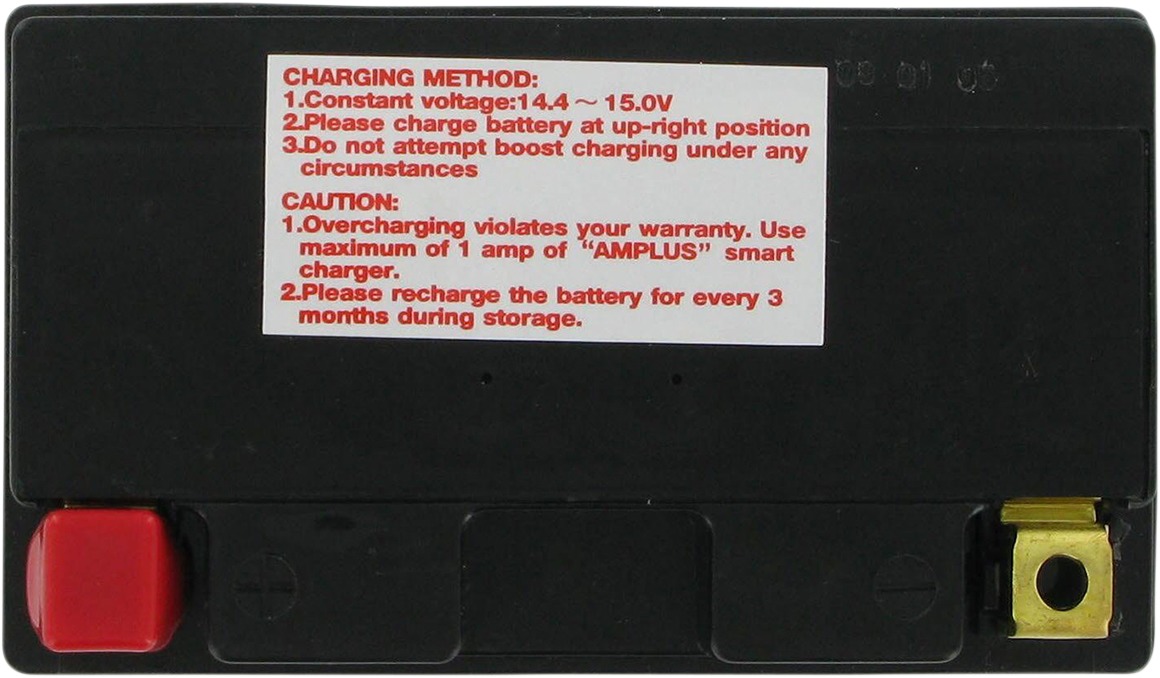 CHARGING METHOD:
1.Constant voltage:14.4 ~ 15.0V
2.Please charge battery at up-right position
3.Do not attempt boost charging under any
circumstances
CAUTION:
1.Overcharging violates your warranty. Use
maximum of 1 amp of “AMPLUS” smart
charger.
2.Please recharge the battery for every 3
months during storage.